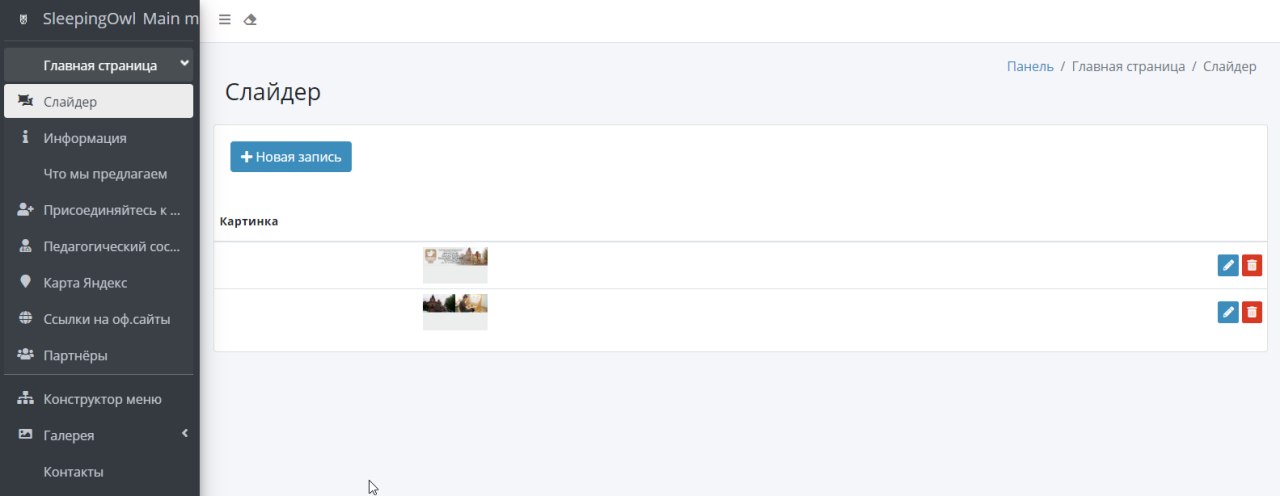 SleepingOwl Main m
Главная страница
Слайдер
Информация
Что мы предлагаем
Присоединяйтесь к ...
Педагогический сос...
Карта Яндекс
Ссылки на оф.сайты
Партнёры
Конструктор меню
Галерея
Контакты
Панель / Главная страница / Слайдер
Слайдер
Новая запись
Картинка